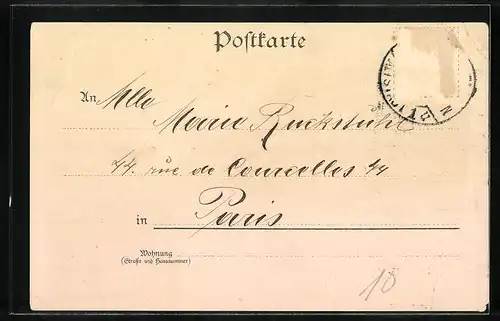 Postkarte
An Mlle
Marie Ruckstuhl
44. rue de Courcelles 44
in Paris
Wohnung
(Straße und Hausnummer)
10